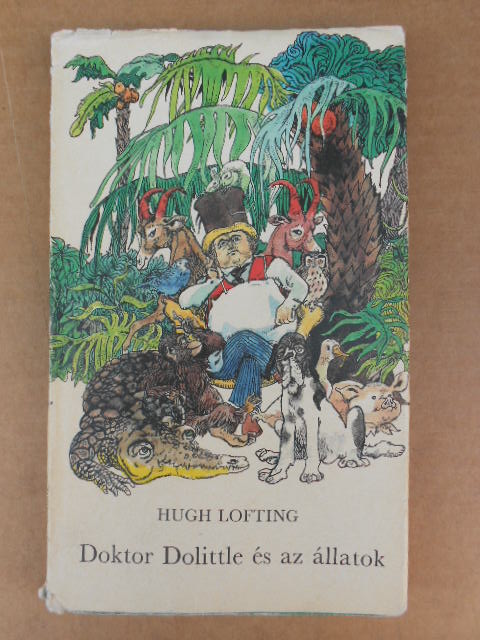 HUGH LOFTING
Doktor Dolittle és az állatok